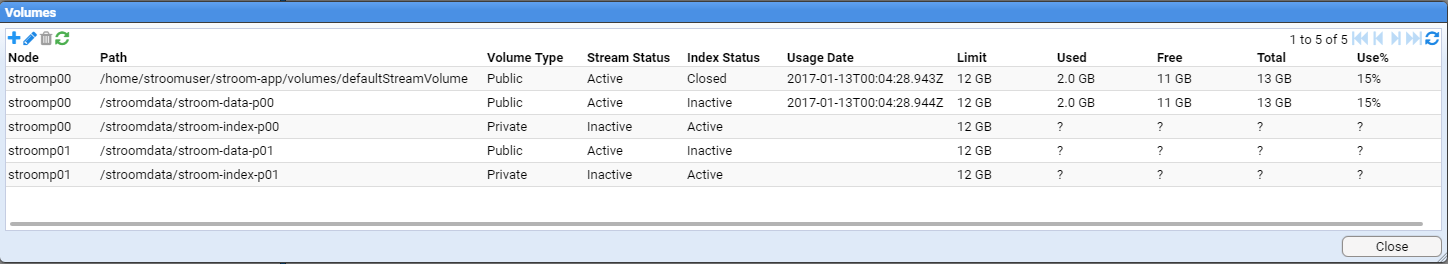 Volumes
1 to 5 of 5
Node Path Volume Type Stream Status Index Status Usage Date Limit Used Free Total Use%
stroomp00 /home/stroomuser/stroom-app/volumes/defaultStreamVolume Public Active Closed 2017-01-13T00:04:28.943Z 12 GB 2.0 GB 11 GB 13 GB 15%
stroomp00 /stroomdata/stroom-data-p00 Public Active Inactive 2017-01-13T00:04:28.944Z 12 GB 2.0 GB 11 GB 13 GB 15%
stroomp00 /stroomdata/stroom-index-p00 Private Inactive Active 12 GB ? ? ? ?
stroomp01 /stroomdata/stroom-data-p01 Public Active Inactive 12 GB ? ? ? ?
stroomp01 /stroomdata/stroom-index-p01 Private Inactive Active 12 GB ? ? ? ?
Close